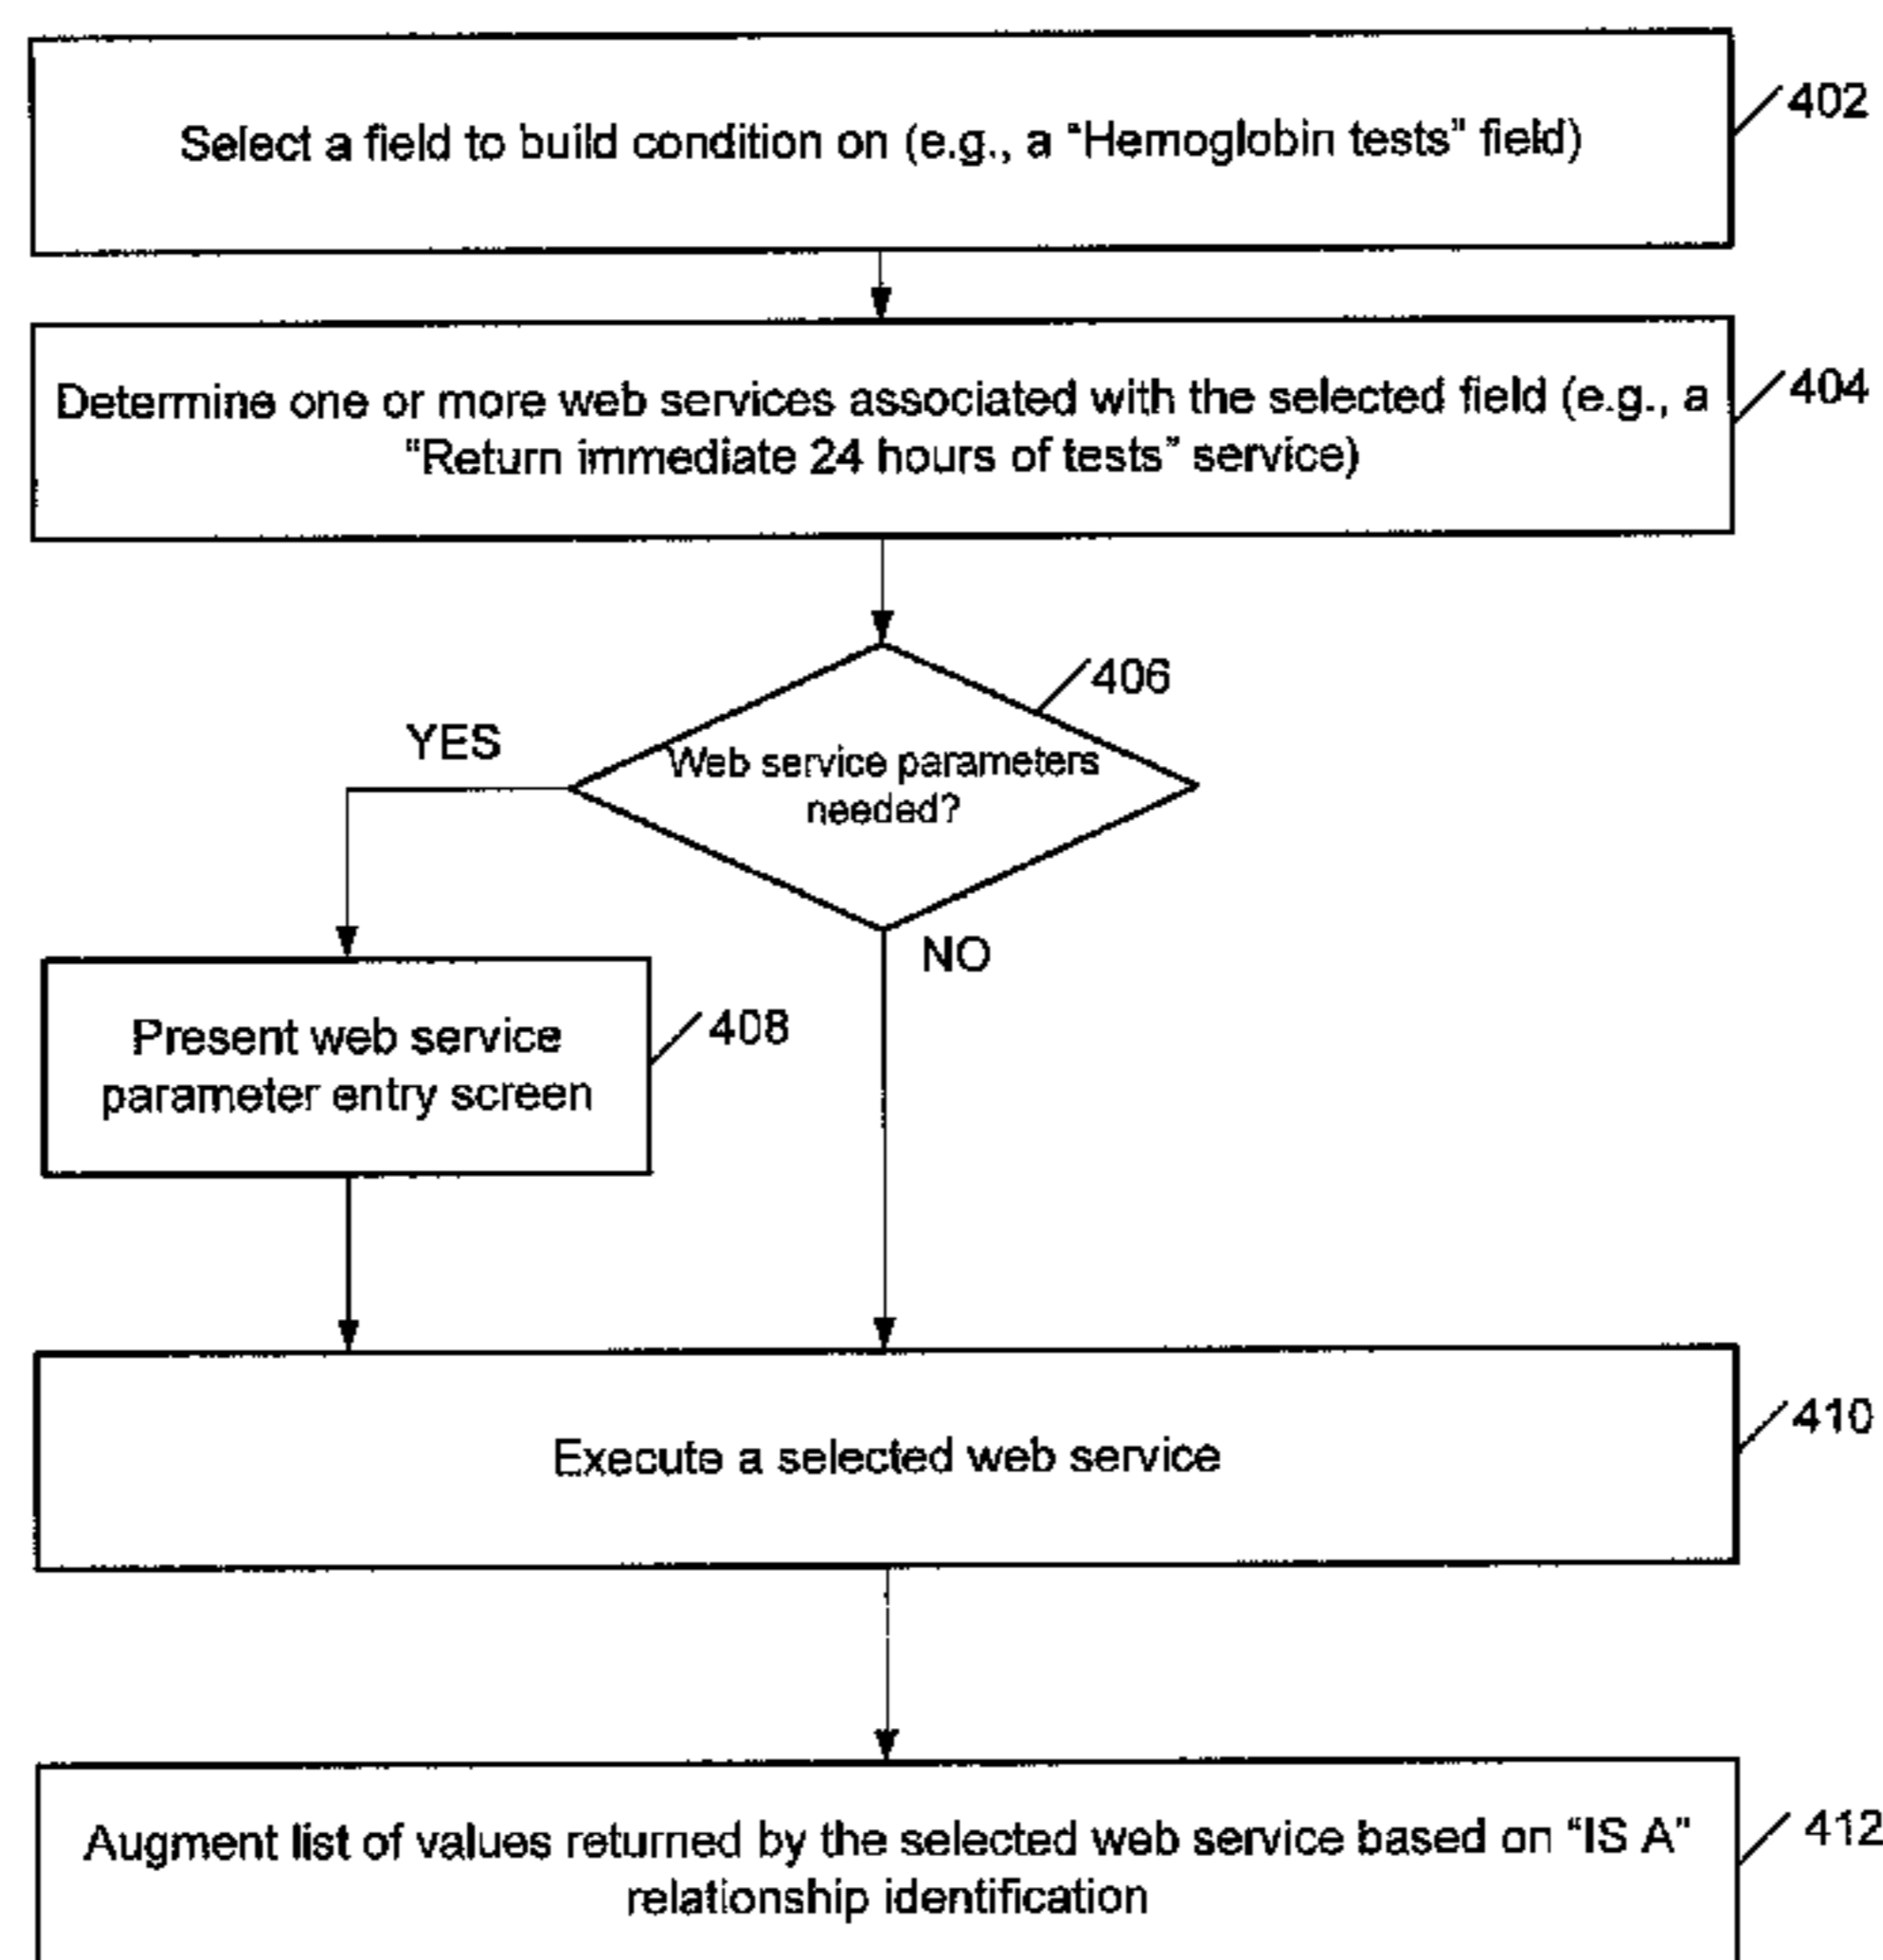 Select a field to build condition on (e.g., a “Hemoglobin tests” field)
402
Determine one or more web services associated with the selected field (e.g., a
“Return immediate 24 hours of tests” service)
404
406
YES
Web service parameters
needed?
NO
Present web service
parameter entry screen
408
Execute a selected web service
410
Augment list of values returned by the selected web service based on “IS A”
relationship identification
412